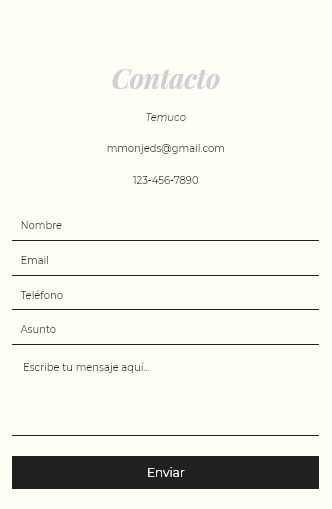 Contacto
Temuco
mmonjeds@gmail.com
123-456-7890
Nombre
Email
Teléfono
Asunto
Escribe tu mensaje aquí...
Enviar